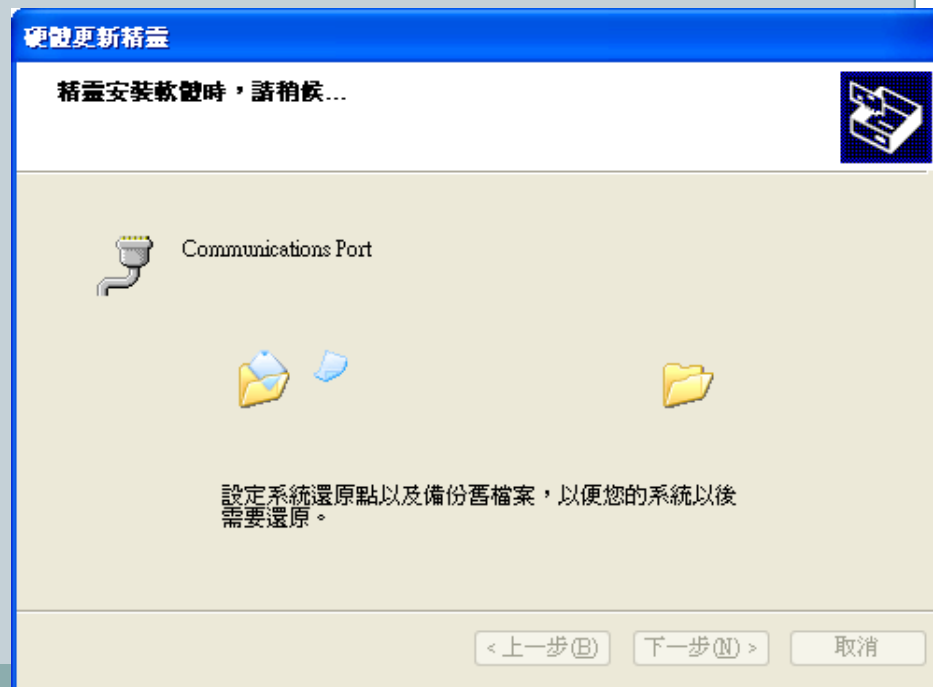 硬體更新精靈
精靈安裝軟體時，請稍候...
Communications Port
設定系統還原點以及備份舊檔案，以便您的系統以後
需要還原。
< 上一步(B)
下一步(N) >
取消